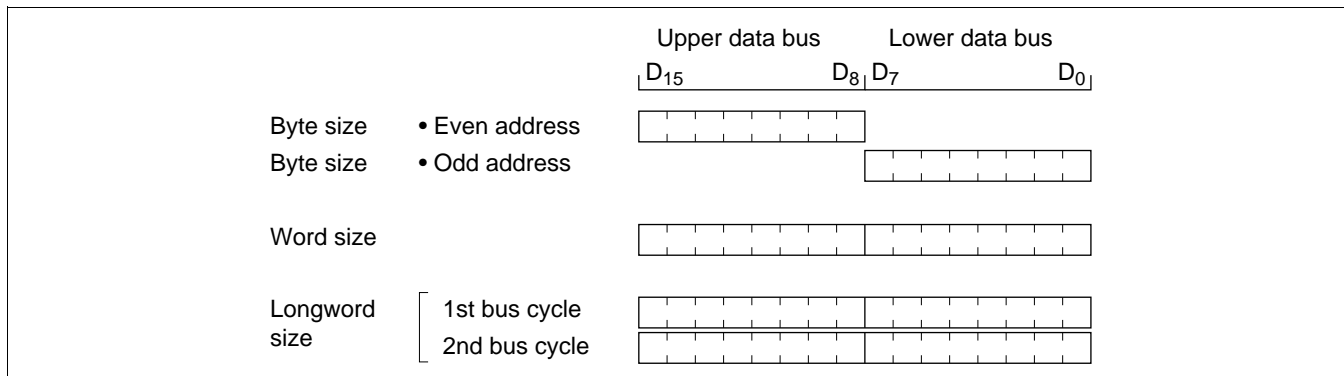 Upper data bus Lower data bus
D15 D8 D7 D0
Byte size • Even address
Byte size • Odd address
Word size
Longword size 1st bus cycle
2nd bus cycle